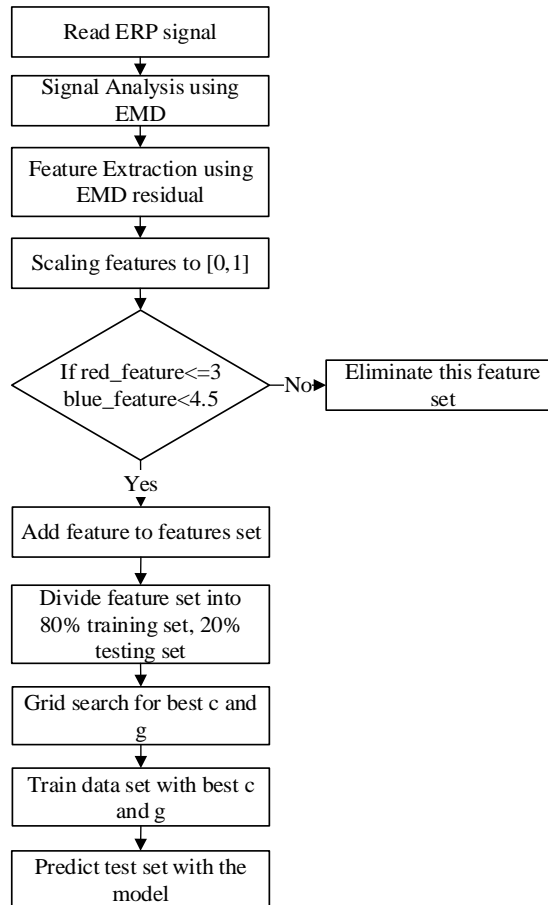 Read ERP signal
Signal Analysis using
EMD
Feature Extraction using
EMD residual
Scaling features to [0,1]
If red_feature<=3
blue_feature<4.5
No
Eliminate this feature
set
Yes
Add feature to features set
Divide feature set into
80% training set, 20%
testing set
Grid search for best c and
g
Train data set with best c
and g
Predict test set with the
model